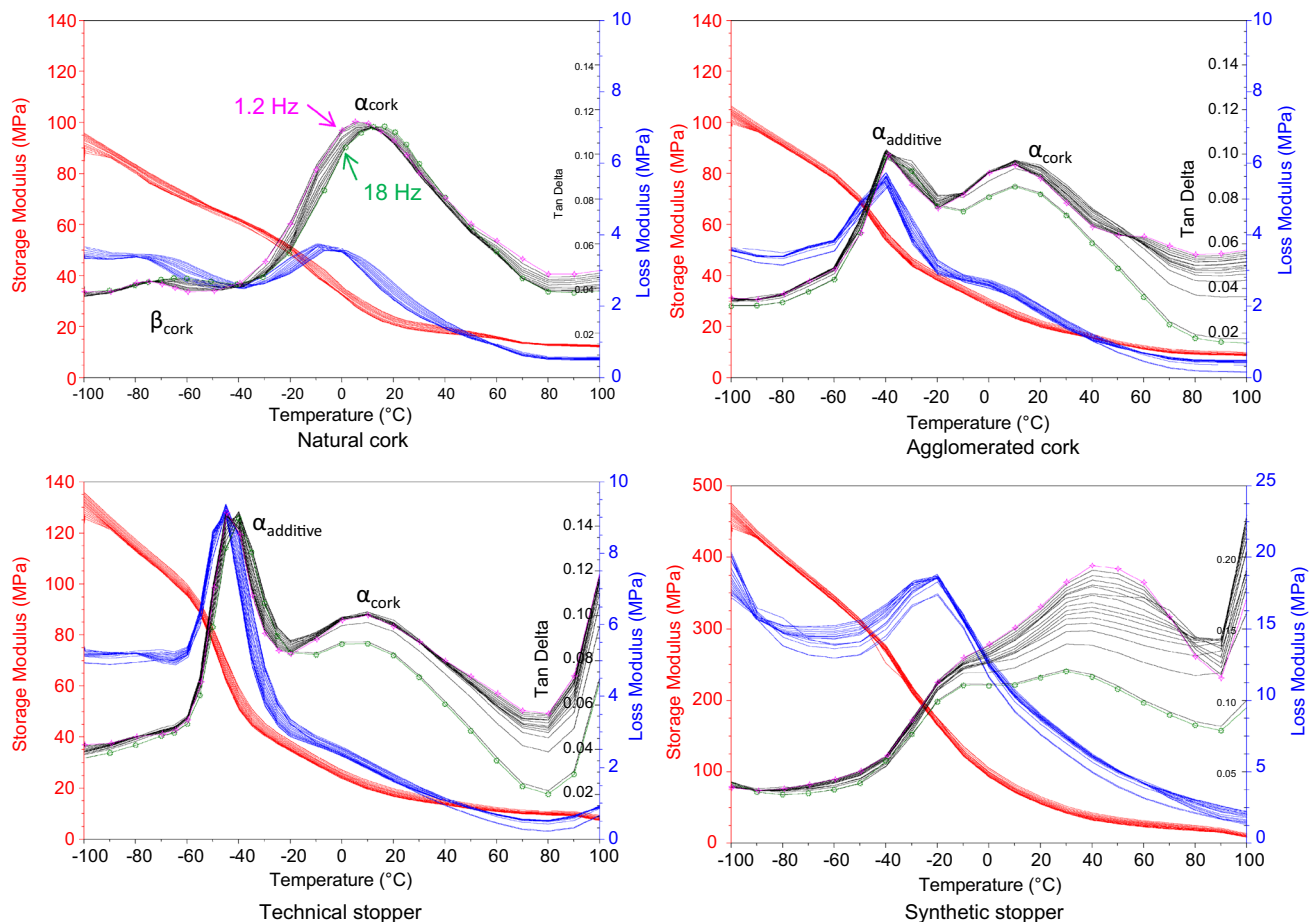 140
120
100
80
60
40
20
0
Storage Modulus (MPa)
1.2 Hz
18 Hz
αcork
βcork
0.14
0.12
0.10
0.08
0.06
0.04
0.02
Tan Delta
10
8
6
4
2
0
Loss Modulus (MPa)
-100 -80 -60 -40 -20 0 20 40 60 80 100
Temperature (°C)
Natural cork
140
120
100
80
60
40
20
0
Storage Modulus (MPa)
αadditive
αcork
0.14
0.12
0.10
0.08
0.06
0.04
0.02
Tan Delta
10
8
6
4
2
0
Loss Modulus (MPa)
-100 -80 -60 -40 -20 0 20 40 60 80 100
Temperature (°C)
Agglomerated cork
140
120
100
80
60
40
20
0
Storage Modulus (MPa)
αadditive
αcork
0.14
0.12
0.10
0.08
0.06
0.04
0.02
Tan Delta
10
8
6
4
2
0
Loss Modulus (MPa)
-100 -80 -60 -40 -20 0 20 40 60 80 100
Temperature (°C)
Technical stopper
500
400
300
200
100
0
Storage Modulus (MPa)
0.20
0.15
0.10
0.05
25
20
15
10
5
0
Loss Modulus (MPa)
-100 -80 -60 -40 -20 0 20 40 60 80 100
Temperature (°C)
Synthetic stopper